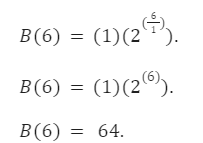 B(6) = (1)(2^(6/1)).
B(6) = (1)(2^(6)).
B(6) = 64.